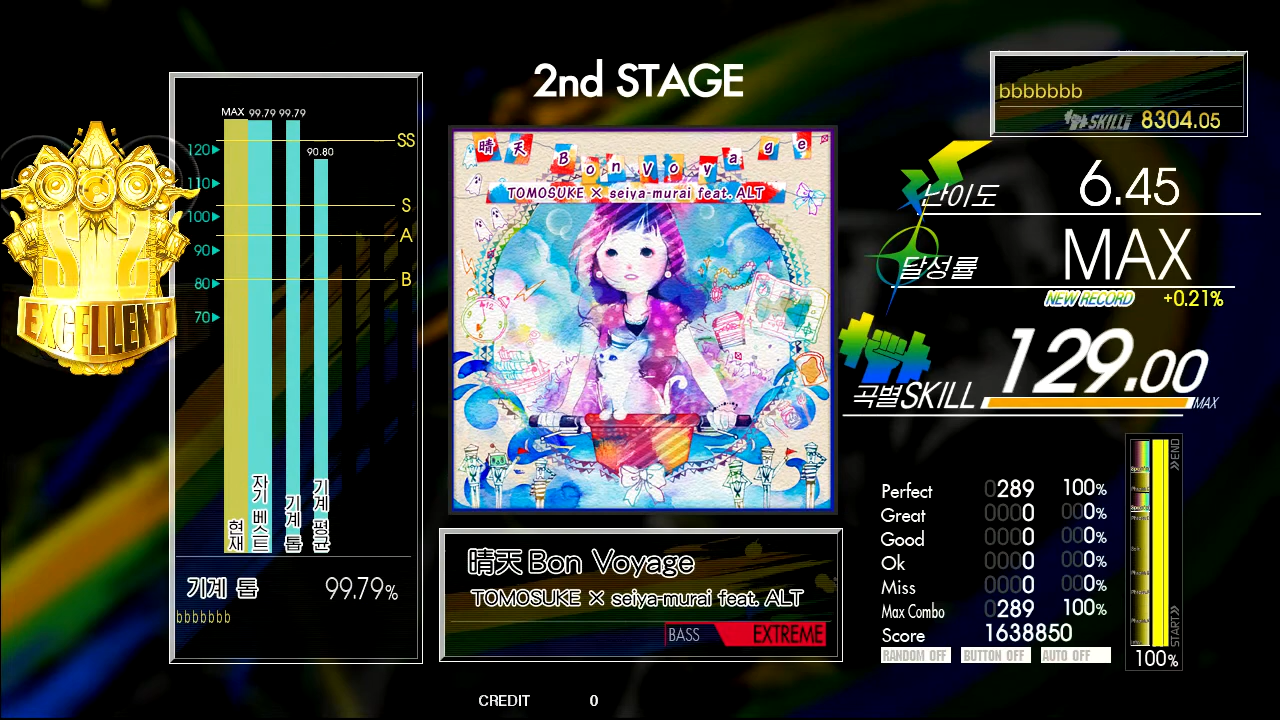 2nd STAGE
bbbbbbb
SKILL 8304.05
EXCELLENT
MAX 99.79 99.79
90.80
120
110
100
90
80
70
SS
S
A
B
현재
자기 베스트
기계 톱
기계 평균
기계 톱 99.79%
bbbbbbb
晴天 Bon Voyage
TOMOSUKE × seiya-murai feat. ALT
晴天 Bon Voyage
TOMOSUKE × seiya-murai feat. ALT
BASS EXTREME
난이도 6.45
달성률 MAX
NEW RECORD +0.21%
곡별SKILL 129.00
MAX
Perfect 0289 100%
Great 0000 000%
Good 0000 000%
Ok 0000 000%
Miss 0000 000%
Max Combo 0289 100%
Score 1638850
RANDOM OFF BUTTON OFF AUTO OFF
END
START
100%
CREDIT 0